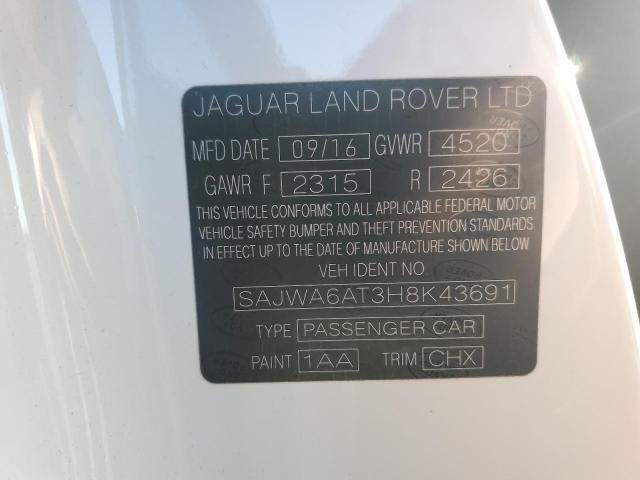 JAGUAR LAND ROVER LTD
MFD DATE 09/16 GVWR 4520
GAWR F 2315 R 2426
THIS VEHICLE CONFORMS TO ALL APPLICABLE FEDERAL MOTOR
VEHICLE SAFETY BUMPER AND THEFT PREVENTION STANDARDS
IN EFFECT UP TO THE DATE OF MANUFACTURE SHOWN BELOW
VEH IDENT NO
SAJWA6AT3H8K43691
TYPE PASSENGER CAR
PAINT 1AA TRIM CHX